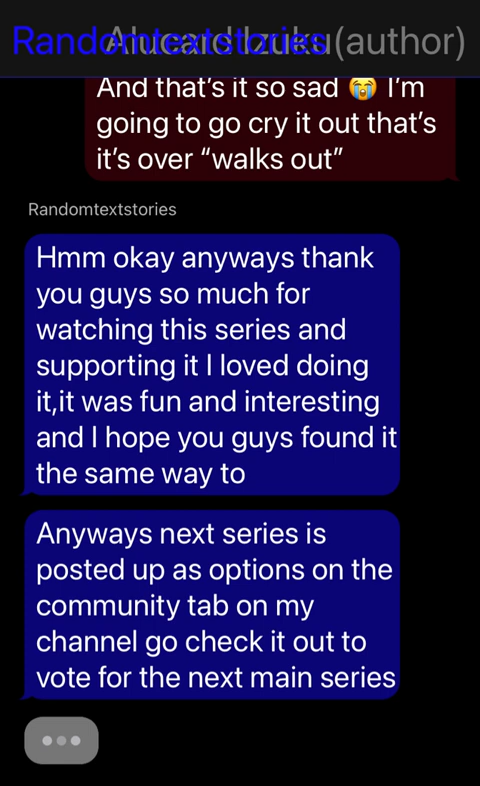 Randomtextstories
Alucard Izuku(author)
And that’s it so sad 😭 I’m
going to go cry it out that’s
it’s over “walks out”
Randomtextstories
Hmm okay anyways thank
you guys so much for
watching this series and
supporting it I loved doing
it,it was fun and interesting
and I hope you guys found it
the same way to
Anyways next series is
posted up as options on the
community tab on my
channel go check it out to
vote for the next main series